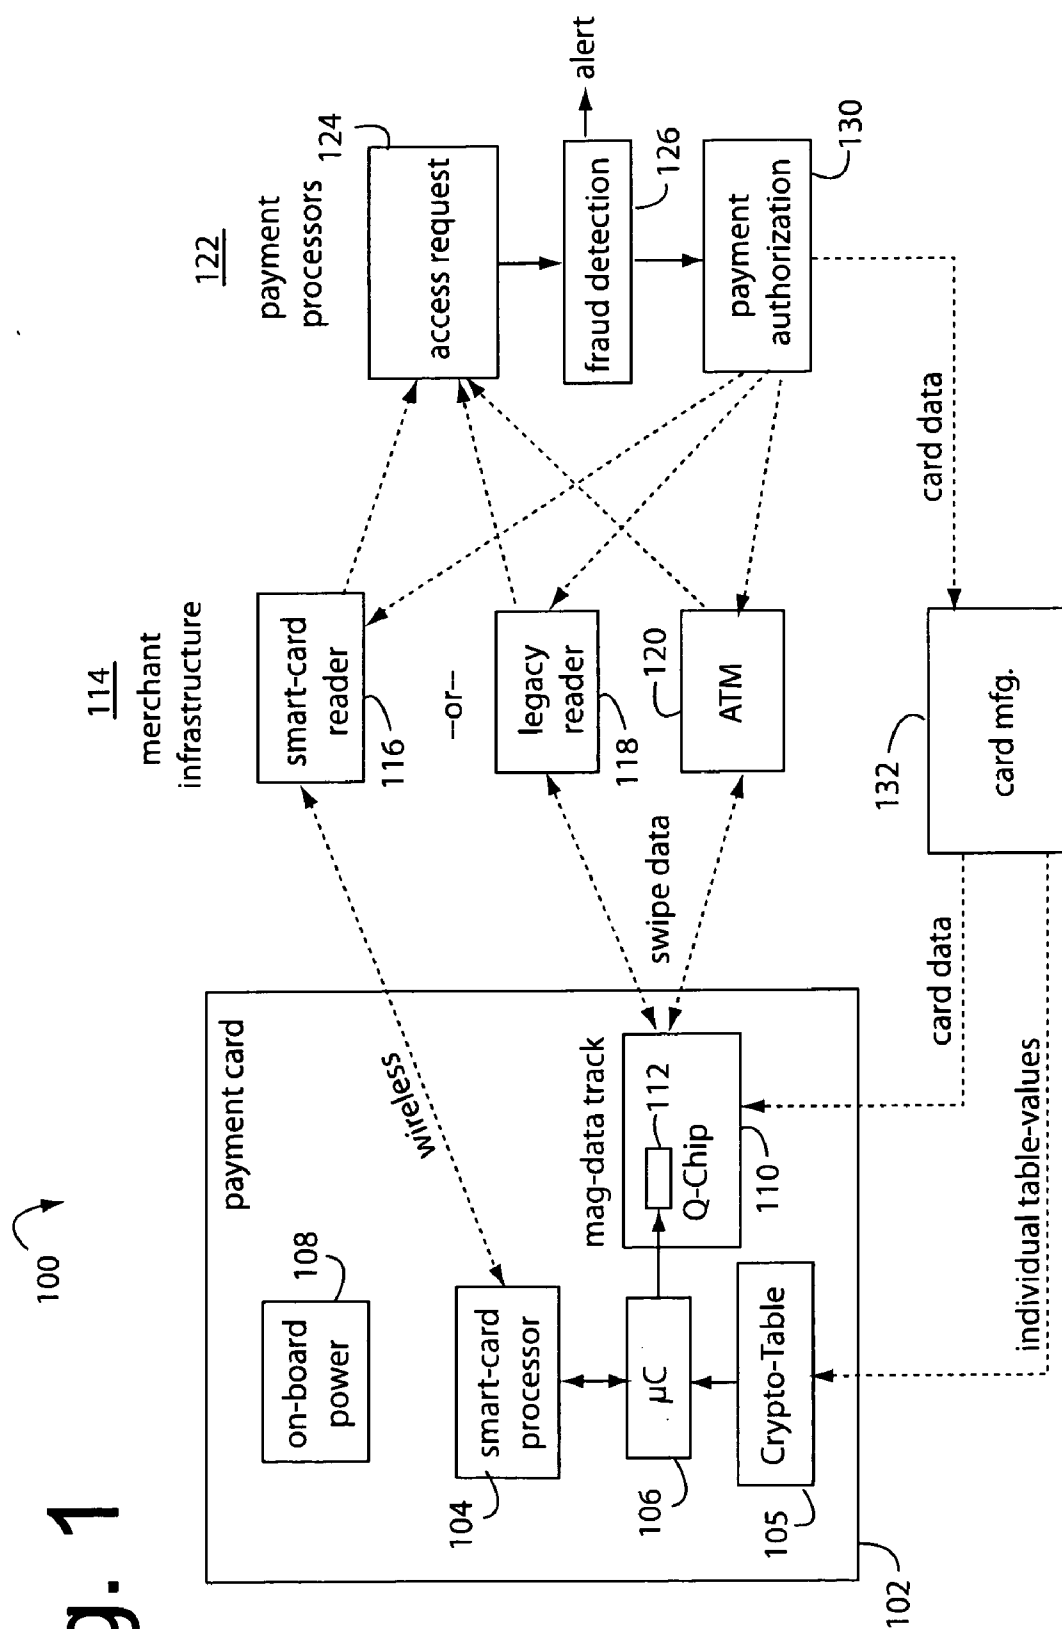 g. 1
100
114
merchant
infrastructure
122
payment
processors
124
payment card
on-board
power
108
smart-card
processor
104
wireless
smart-card
reader
116
--or--
access request
legacy
reader
118
fraud detection
126
alert
µC
106
mag-data track
112
Q-Chip
110
swipe data
ATM
120
payment
authorization
130
Crypto-Table
105
102
card data
card data
132
card mfg.
individual table-values